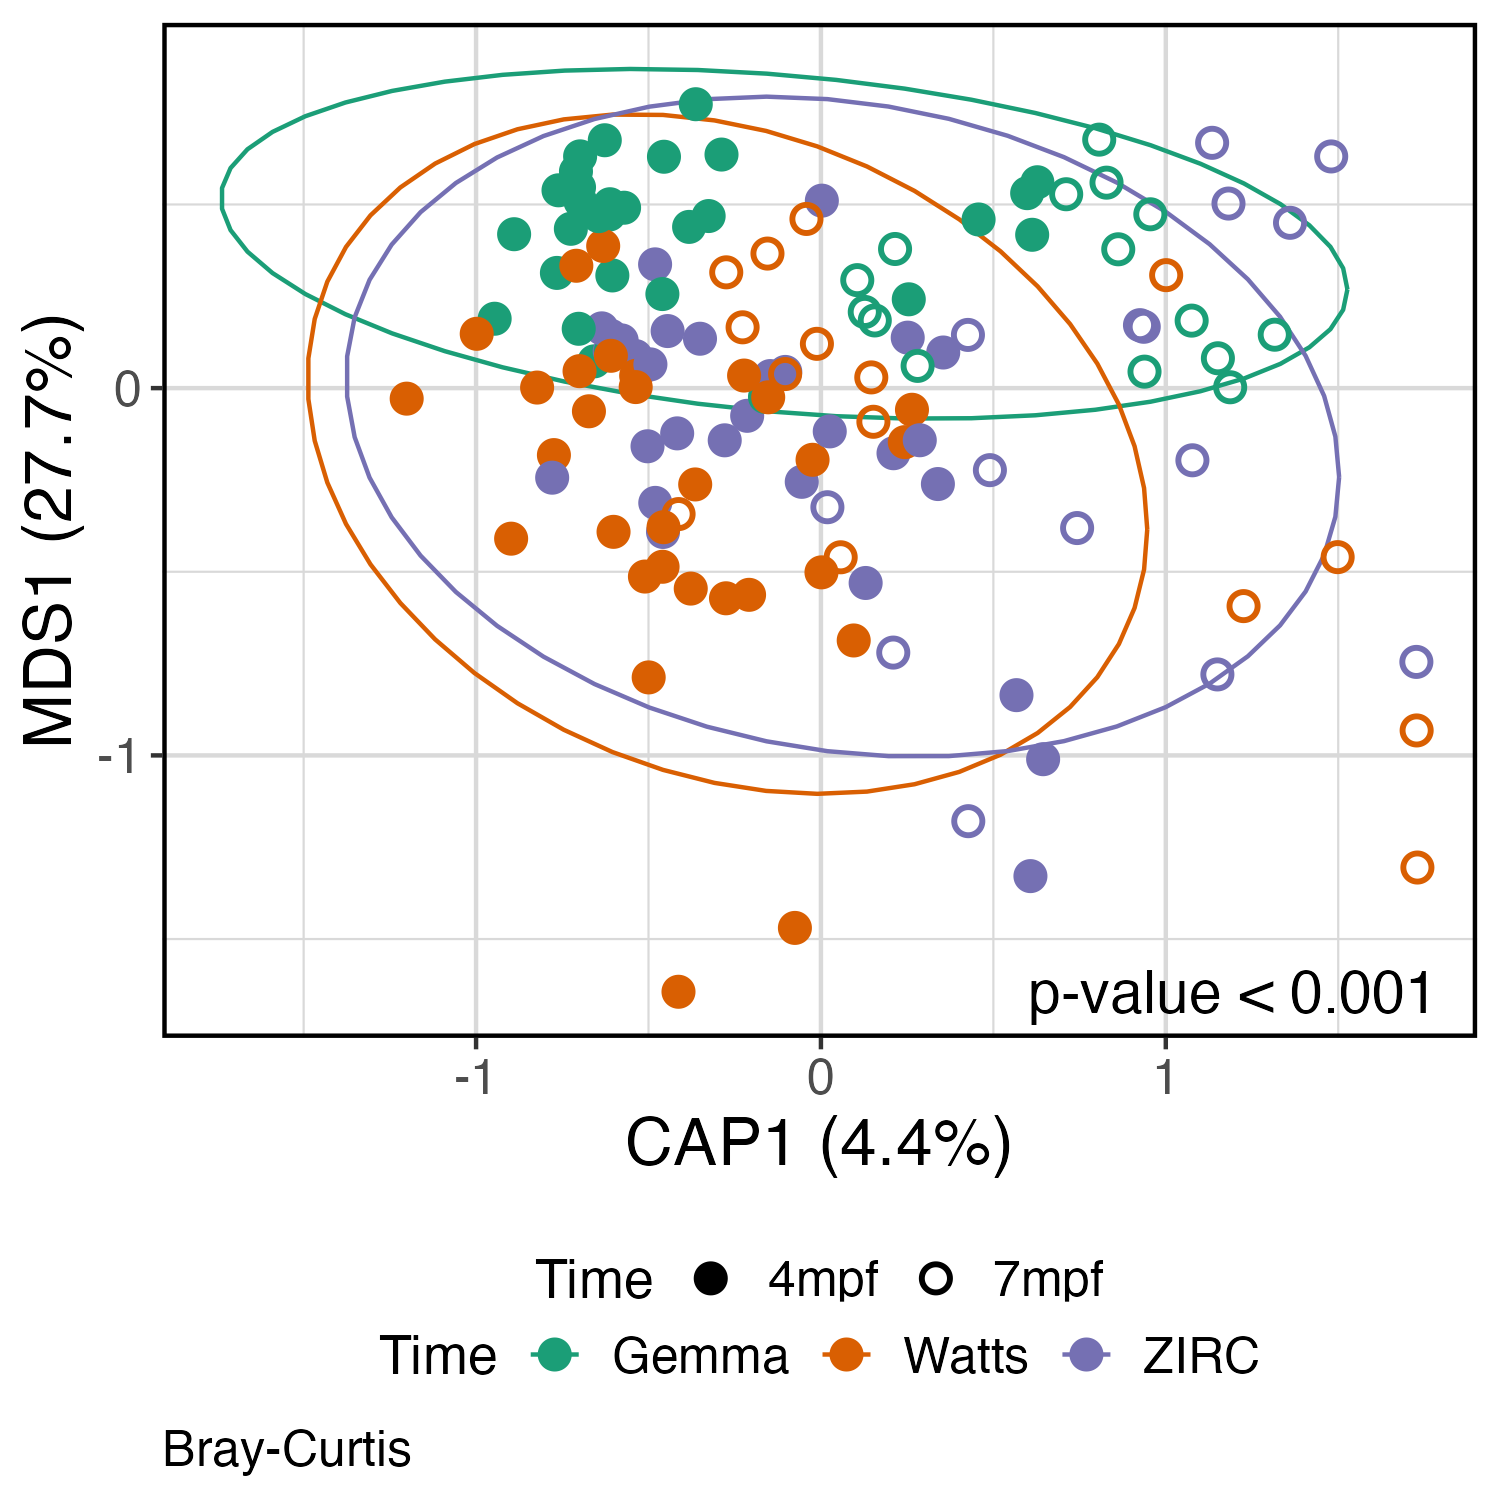 MDS1 (27.7%)
0
-1
p-value < 0.001
-1 0 1
CAP1 (4.4%)
Time 4mpf 7mpf
Time Gemma Watts ZIRC
Bray-Curtis